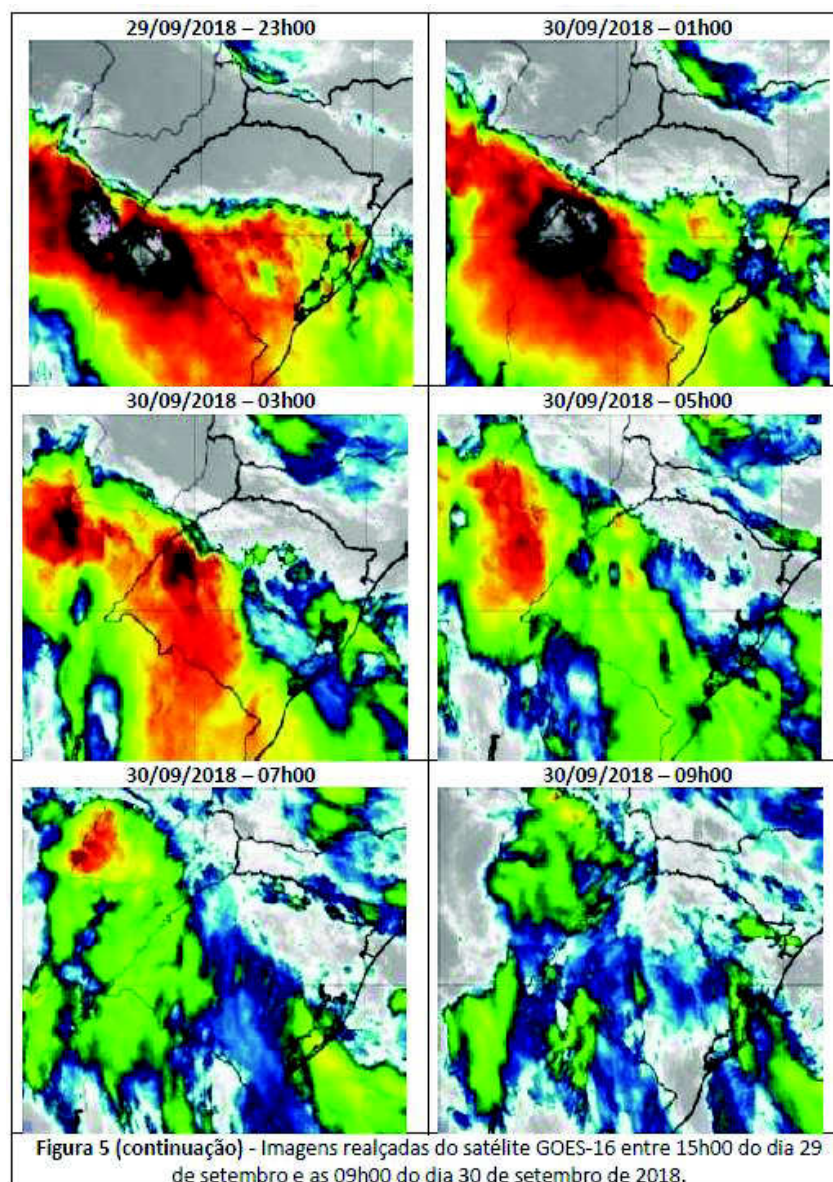 29/09/2018 – 23h00
30/09/2018 – 01h00
30/09/2018 – 03h00
30/09/2018 – 05h00
30/09/2018 – 07h00
30/09/2018 – 09h00
Figura 5 (continuação) - Imagens realçadas do satélite GOES-16 entre 15h00 do dia 29
de setembro e as 09h00 do dia 30 de setembro de 2018.